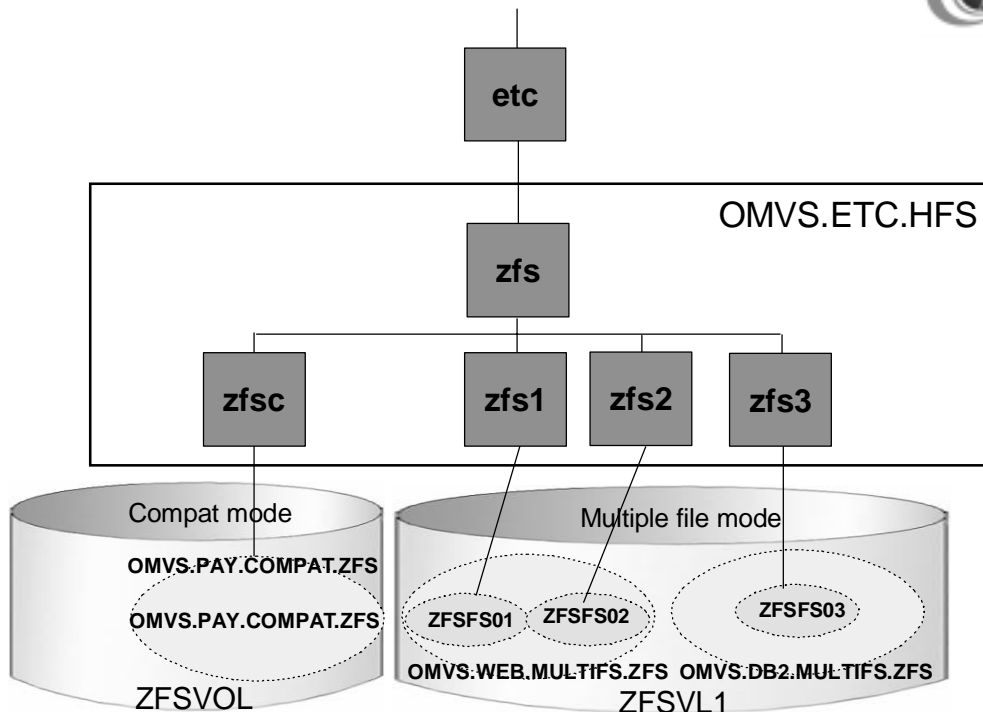 etc
OMVS.ETC.HFS
zfs
zfsc
zfs1
zfs2
zfs3
Compat mode
Multiple file mode
OMVS.PAY.COMPAT.ZFS
OMVS.PAY.COMPAT.ZFS
ZFSFS01
ZFSFS02
ZFSFS03
OMVS.WEB.MULTIFS.ZFS
OMVS.DB2.MULTIFS.ZFS
ZFSVOL
ZFSVL1